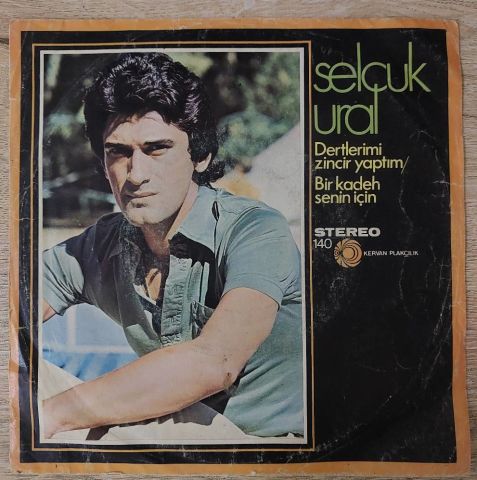 selçuk
ural
Dertlerimi
zincir yaptım/
Bir kadeh
senin için
STEREO
140
KERVAN PLAKÇILIK